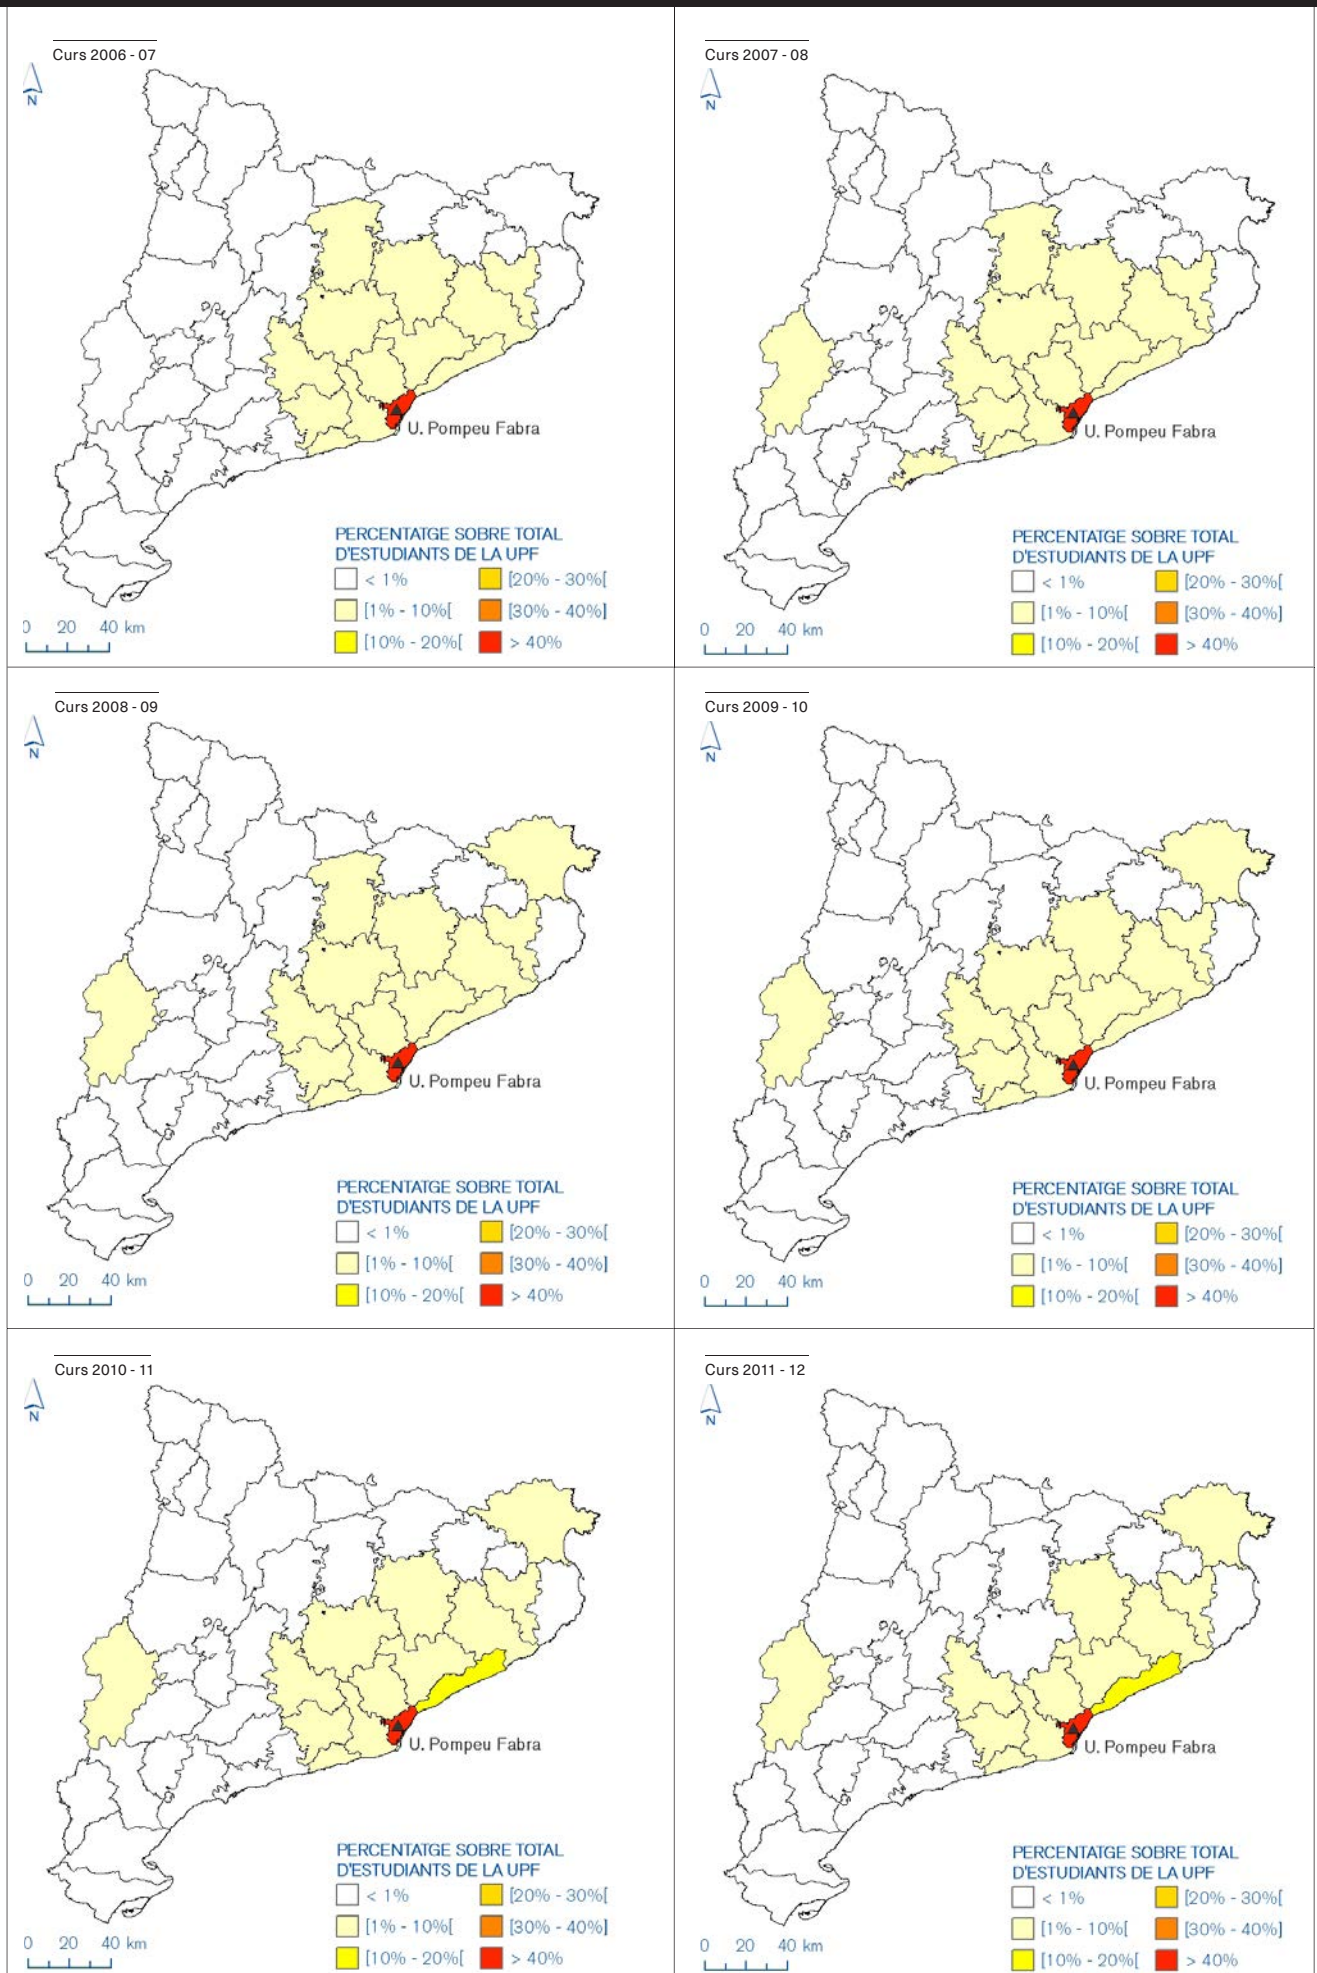 Curs 2006 - 07
N
U. Pompeu Fabra
PERCENTATGE SOBRE TOTAL
D'ESTUDIANTS DE LA UPF
< 1% [20% - 30%[
[1% - 10%[ [30% - 40%]
[10% - 20%[ > 40%
0 20 40 km
Curs 2007 - 08
N
U. Pompeu Fabra
PERCENTATGE SOBRE TOTAL
D'ESTUDIANTS DE LA UPF
< 1% [20% - 30%[
[1% - 10%[ [30% - 40%]
[10% - 20%[ > 40%
0 20 40 km
Curs 2008 - 09
N
U. Pompeu Fabra
PERCENTATGE SOBRE TOTAL
D'ESTUDIANTS DE LA UPF
< 1% [20% - 30%[
[1% - 10%[ [30% - 40%]
[10% - 20%[ > 40%
0 20 40 km
Curs 2009 - 10
N
U. Pompeu Fabra
PERCENTATGE SOBRE TOTAL
D'ESTUDIANTS DE LA UPF
< 1% [20% - 30%[
[1% - 10%[ [30% - 40%]
[10% - 20%[ > 40%
0 20 40 km
Curs 2010 - 11
N
U. Pompeu Fabra
PERCENTATGE SOBRE TOTAL
D'ESTUDIANTS DE LA UPF
< 1% [20% - 30%[
[1% - 10%[ [30% - 40%]
[10% - 20%[ > 40%
0 20 40 km
Curs 2011 - 12
N
U. Pompeu Fabra
PERCENTATGE SOBRE TOTAL
D'ESTUDIANTS DE LA UPF
< 1% [20% - 30%[
[1% - 10%[ [30% - 40%]
[10% - 20%[ > 40%
0 20 40 km